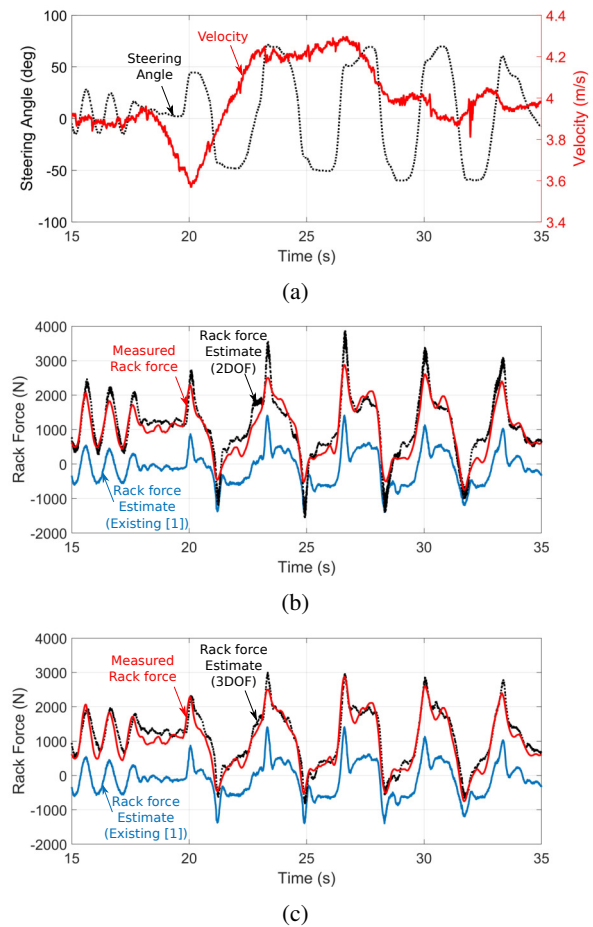 100
50
0
-50
-100
Steering Angle (deg)
Steering
Angle
Velocity
4.4
4.2
4
3.8
3.6
3.4
Velocity (m/s)
15
20
25
30
35
Time (s)
(a)
4000
3000
2000
1000
0
-1000
-2000
Rack Force (N)
Measured
Rack force
Rack force
Estimate
(2DOF)
Rack force
Estimate
(Existing [1])
15
20
25
30
35
Time (s)
(b)
4000
3000
2000
1000
0
-1000
-2000
Rack Force (N)
Measured
Rack force
Rack force
Estimate
(3DOF)
Rack force
Estimate
(Existing [1])
15
20
25
30
35
Time (s)
(c)